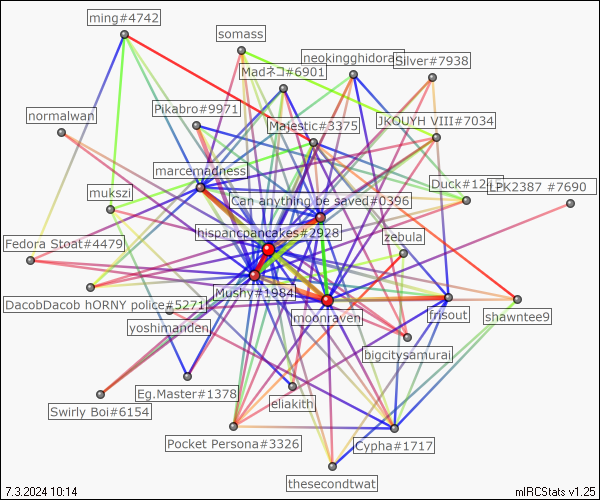 ming#4742
somass
neokingghidora
Silver#7938
Madネコ#6901
Pikabro#9971
normalwan
Majestic#3375
JKOUYH VIII#7034
marcemadness
Duck#12
LPK2387 #7690
mukszi
Can anything be saved#0396
hispancpancakes#2928
zebula
Fedora Stoat#4479
Mushy#1984
DacobDacob hORNY police#5271
moonraven
frisout
shawntee9
yoshimanden
bigcitysamurai
Eg.Master#1378
eliakith
Swirly Boi#6154
Pocket Persona#3326
Cypha#1717
thesecondtwat
7.3.2024 10:14
mIRCStats v1.25